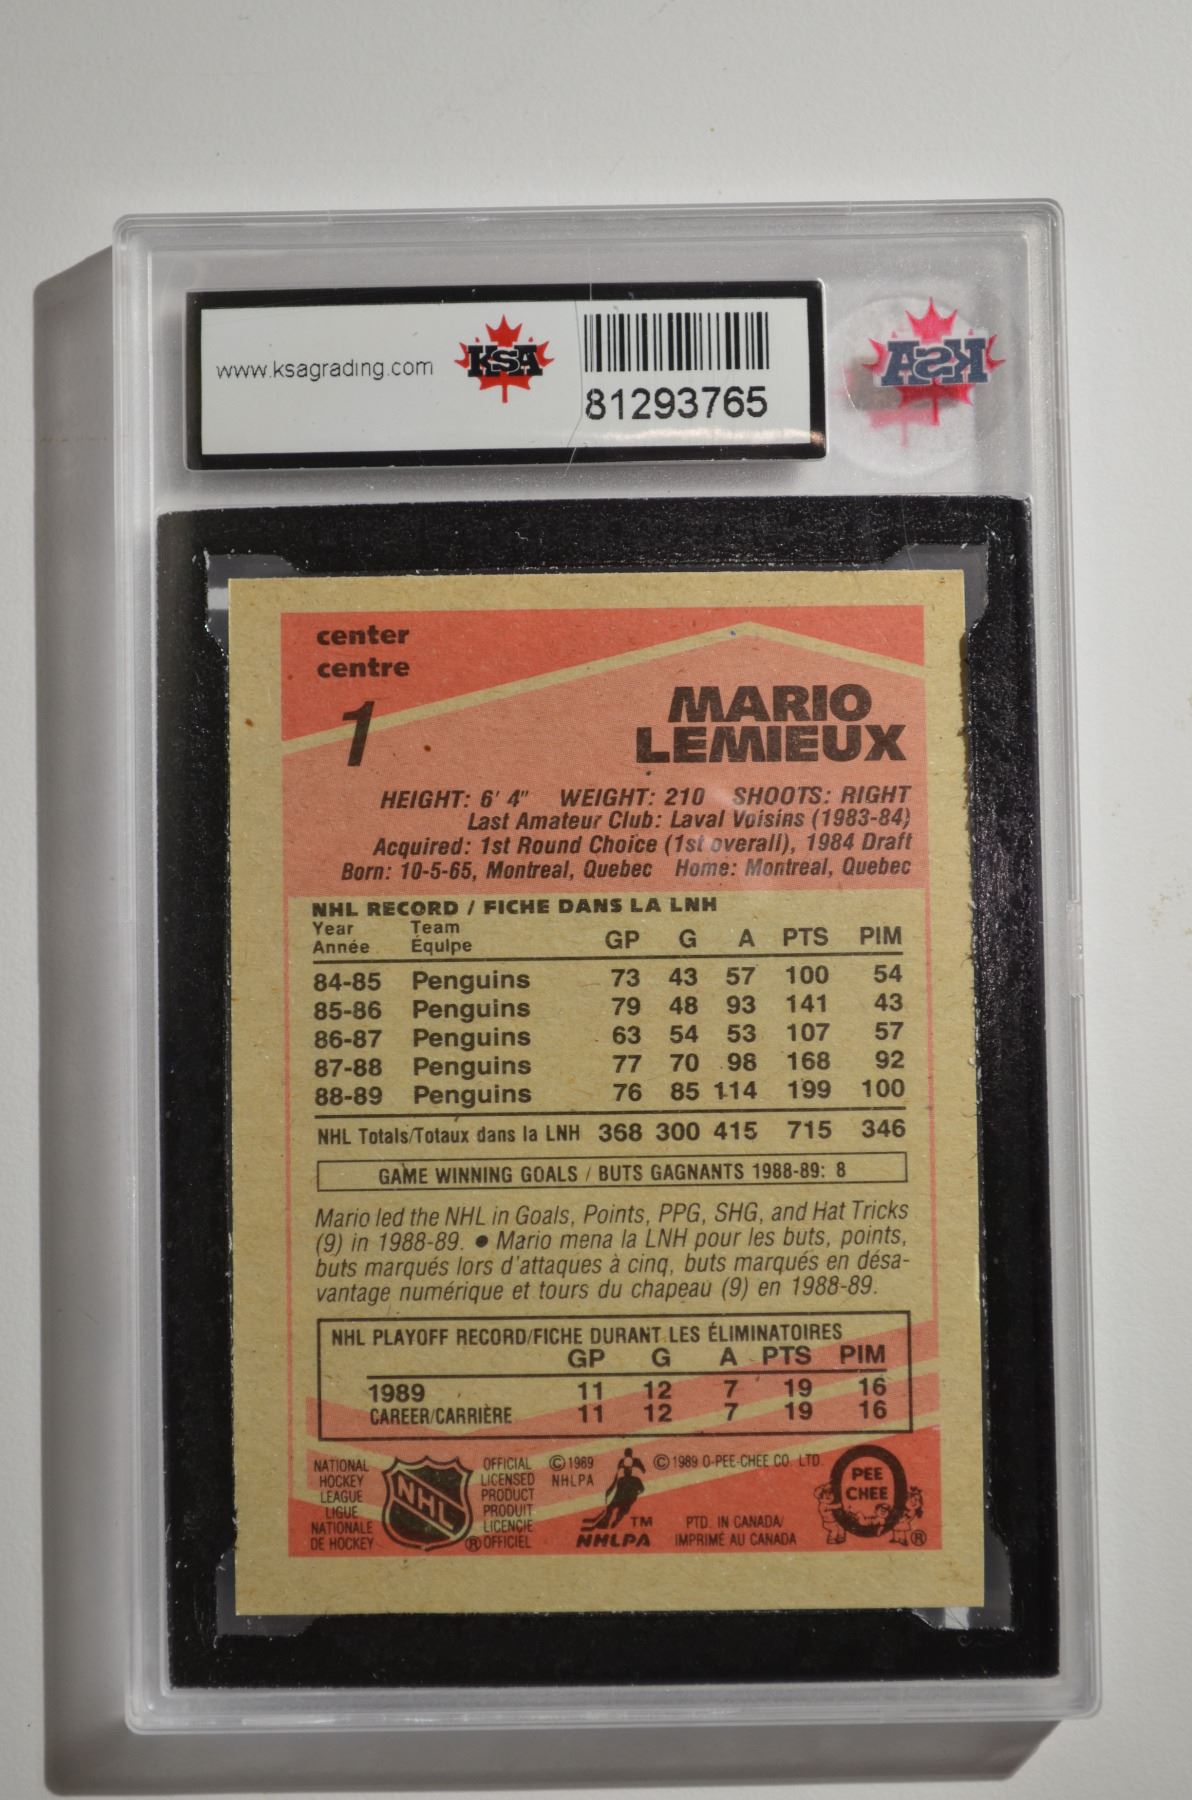 www.ksagrading.com
KSA
81293765
KSA
center
centre
1
MARIO
LEMIEUX
HEIGHT: 6' 4" WEIGHT: 210 SHOOTS: RIGHT
Last Amateur Club: Laval Voisins (1983-84)
Acquired: 1st Round Choice (1st overall), 1984 Draft
Born: 10-5-65, Montreal, Quebec Home: Montreal, Quebec
NHL RECORD / FICHE DANS LA LNH
Year Team
Année Équipe GP G A PTS PIM
84-85 Penguins 73 43 57 100 54
85-86 Penguins 79 48 93 141 43
86-87 Penguins 63 54 53 107 57
87-88 Penguins 77 70 98 168 92
88-89 Penguins 76 85 114 199 100
NHL Totals/Totaux dans la LNH 368 300 415 715 346
GAME WINNING GOALS / BUTS GAGNANTS 1988-89: 8
Mario led the NHL in Goals, Points, PPG, SHG, and Hat Tricks
(9) in 1988-89. • Mario mena la LNH pour les buts, points,
buts marqués lors d'attaques à cinq, buts marqués en désa-
vantage numérique et tours du chapeau (9) en 1988-89.
NHL PLAYOFF RECORD/FICHE DURANT LES ÉLIMINATOIRES
GP G A PTS PIM
1989 11 12 7 19 16
CAREER/CARRIÈRE 11 12 7 19 16
NATIONAL
HOCKEY
LEAGUE
LIGUE
NATIONALE
DE HOCKEY
NHL
OFFICIAL
LICENSED
PRODUCT
PRODUIT
LICENCIE
® OFFICIEL
© 1989
NHLPA
TM
NHLPA
© 1989 O-PEE-CHEE CO. LTD.
PTD. IN CANADA/
IMPRIMÉ AU CANADA
O
PEE
CHEE
®